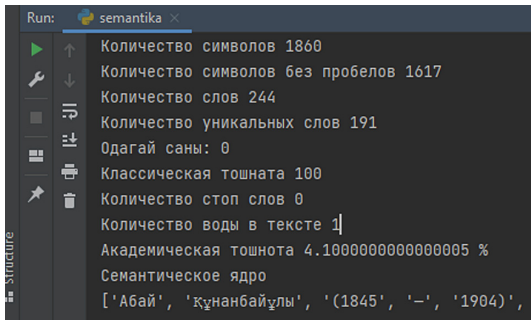 Run: semantika
Количество символов 1860
Количество символов без пробелов 1617
Количество слов 244
Количество уникальных слов 191
Одагай саны: 0
Классическая тошната 100
Количество стоп слов 0
Количество воды в тексте 1
Академическая тошнота 4.1000000000000005 %
Семантическое ядро
['Абай', 'Құнанбайұлы', '(1845', '—', '1904)',
Structure